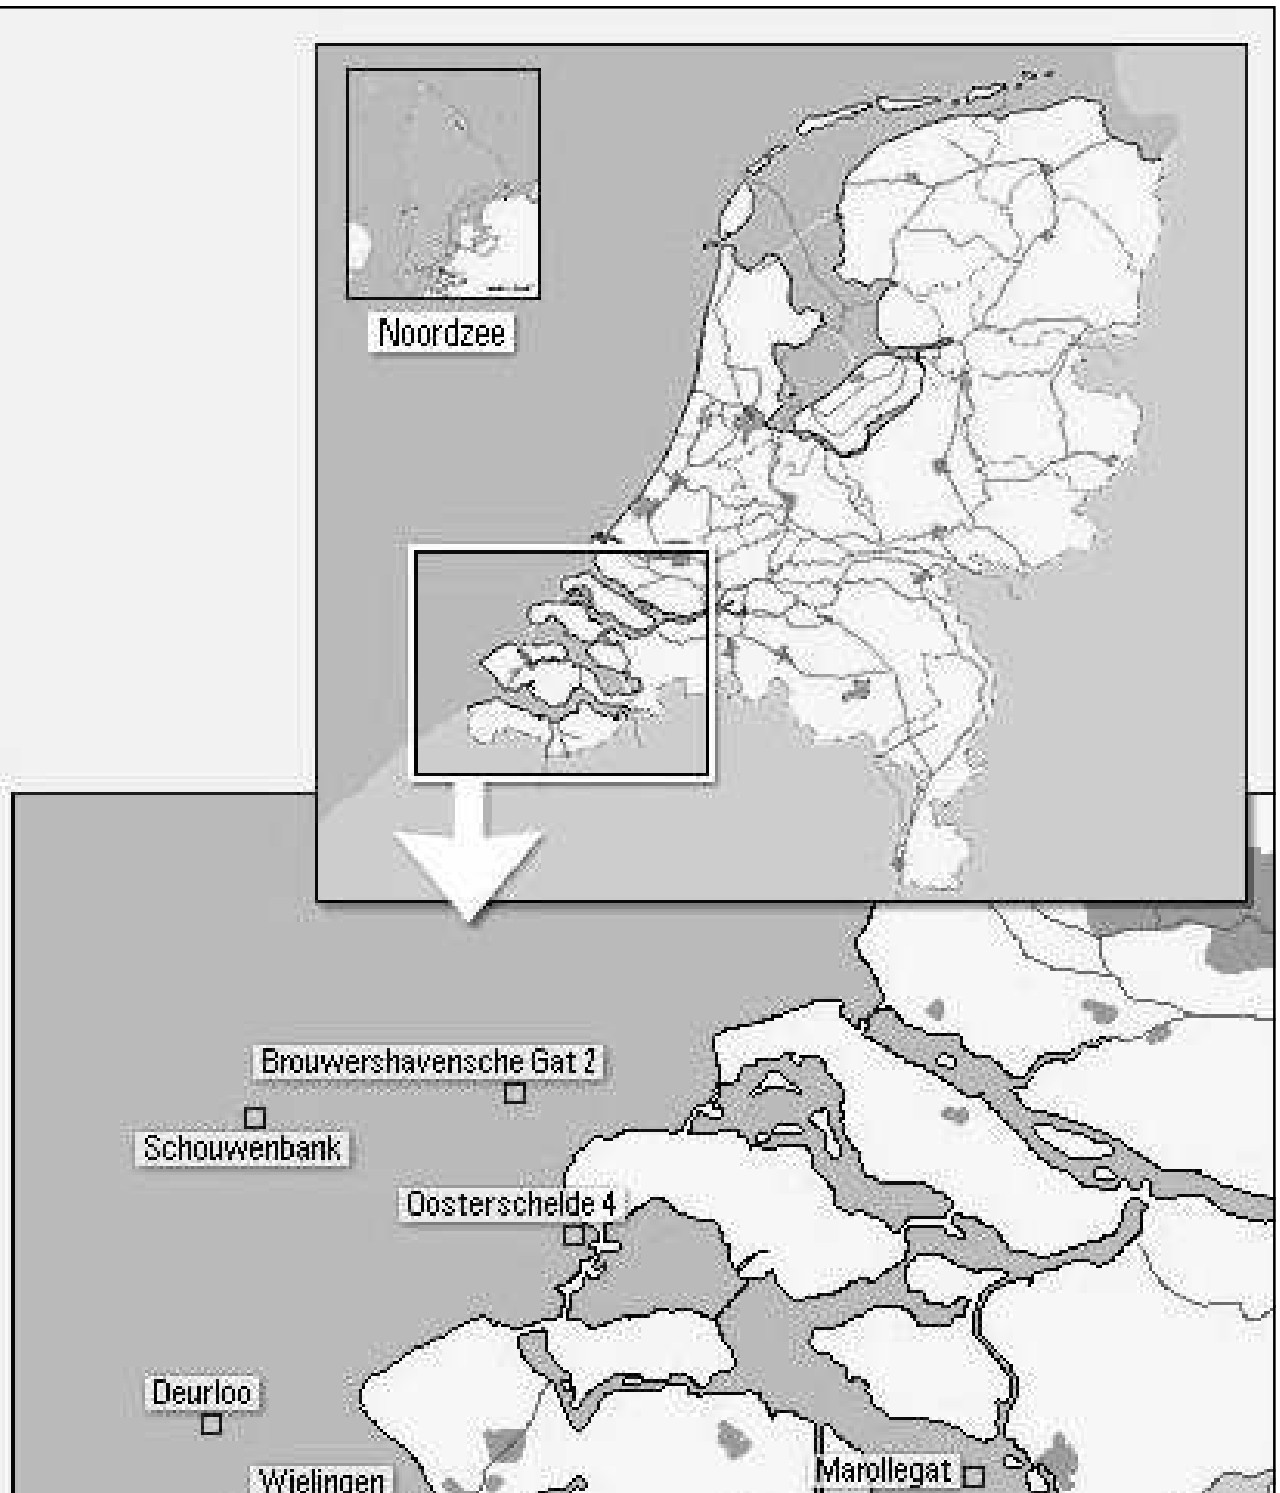 Noordzee
Brouwershavensche Gat 2
Schouwenbank
Oosterschelde 4
Deurloo
Wielingen
Marollegat